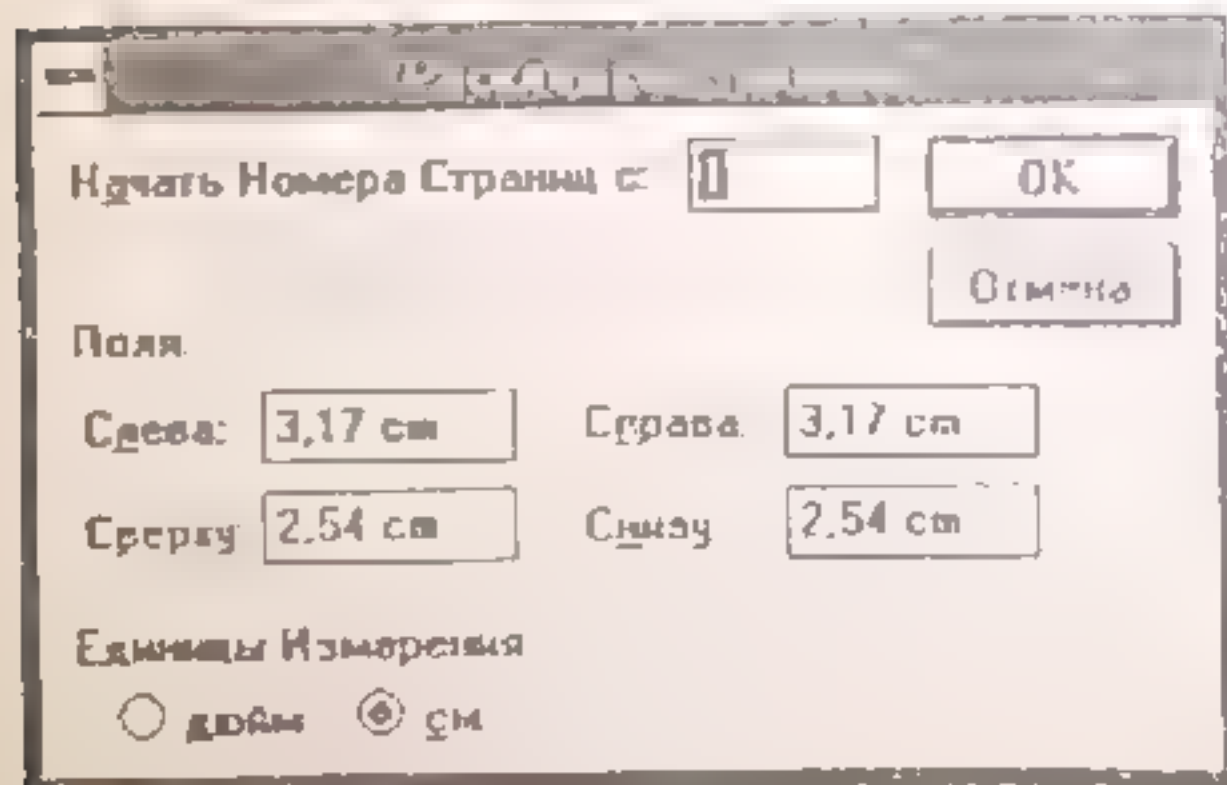 Начать Номера Страниц с: 1 OK
Отмена
Поля
Слева: 3,17 cm Справа 3,17 cm
Сверху 2,54 cm Снизу 2,54 cm
Единицы Измерения
дюйм см